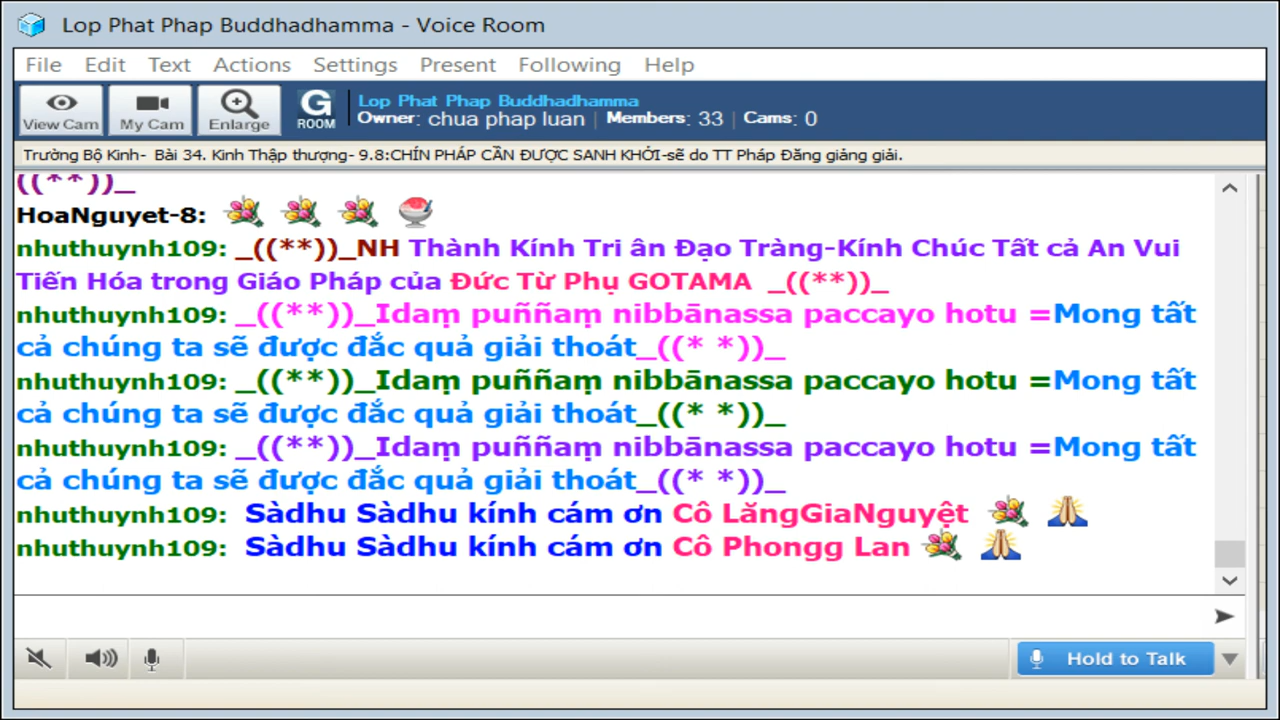 Lop Phat Phap Buddhadhamma - Voice Room
File Edit Text Actions Settings Present Following Help
View Cam My Cam Enlarge G ROOM Lop Phat Phap Buddhadhamma
Owner: chua phap luan | Members: 33 | Cams: 0
Trường Bộ Kinh- Bài 34. Kinh Thập thượng- 9.8:CHÍN PHÁP CẦN ĐƯỢC SANH KHỞI-sẽ do TT Pháp Đăng giảng giải.
((**))_
HoaNguyet-8:
nhuthuynh109: _((**))_NH Thành Kính Tri ân Đạo Tràng-Kính Chúc Tất cả An Vui
Tiến Hóa trong Giáo Pháp của Đức Từ Phụ GOTAMA _((**))_
nhuthuynh109: _((**))_Idaṃ puññaṃ nibbānassa paccayo hotu =Mong tất
cả chúng ta sẽ được đắc quả giải thoát_((* *))_
nhuthuynh109: _((**))_Idaṃ puññaṃ nibbānassa paccayo hotu =Mong tất
cả chúng ta sẽ được đắc quả giải thoát_((* *))_
nhuthuynh109: _((**))_Idaṃ puññaṃ nibbānassa paccayo hotu =Mong tất
cả chúng ta sẽ được đắc quả giải thoát_((* *))_
nhuthuynh109: Sàdhu Sàdhu kính cám ơn Cô LăngGiaNguyệt
nhuthuynh109: Sàdhu Sàdhu kính cám ơn Cô Phongg Lan
Hold to Talk